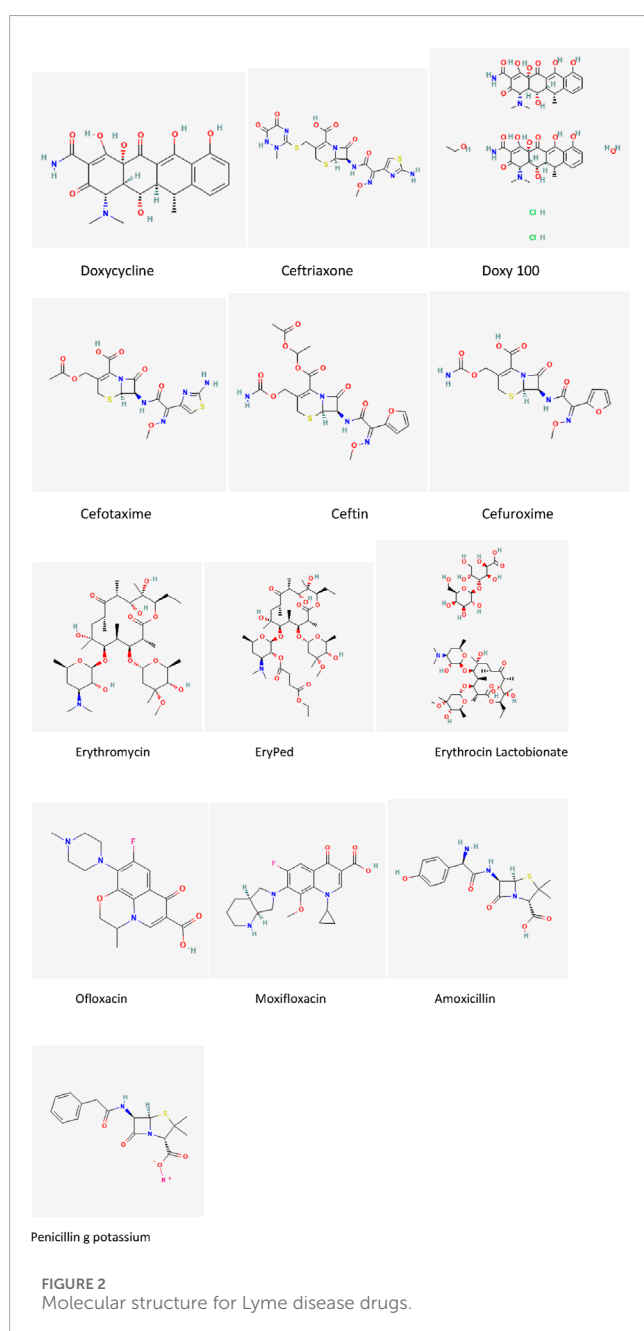 Doxycycline
Ceftriaxone
Doxy 100
Cefotaxime
Ceftin
Cefuroxime
Erythromycin
EryPed
Erythrocin Lactobionate
Ofloxacin
Moxifloxacin
Amoxicillin
Penicillin g potassium
FIGURE 2
Molecular structure for Lyme disease drugs.